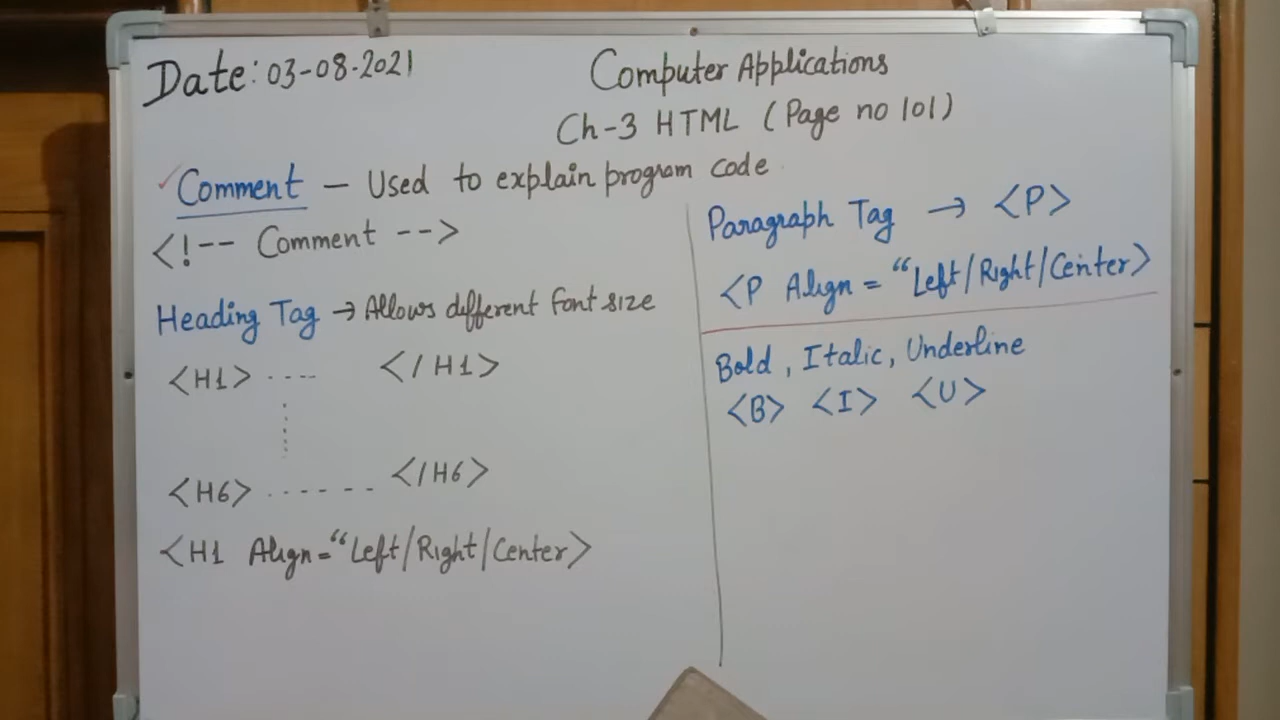 Date: 03-08-2021
Computer Applications
Ch-3 HTML (Page no 101)
Comment - Used to explain program code
<!-- Comment -->
Heading Tag → Allows different font size
<H1> ---- </H1>
<H6> ------ </H6>
<H1 Align="Left/Right/Center>
Paragraph Tag → <P>
<P Align = "Left/Right/Center>
Bold, Italic, Underline
<B> <I> <U>